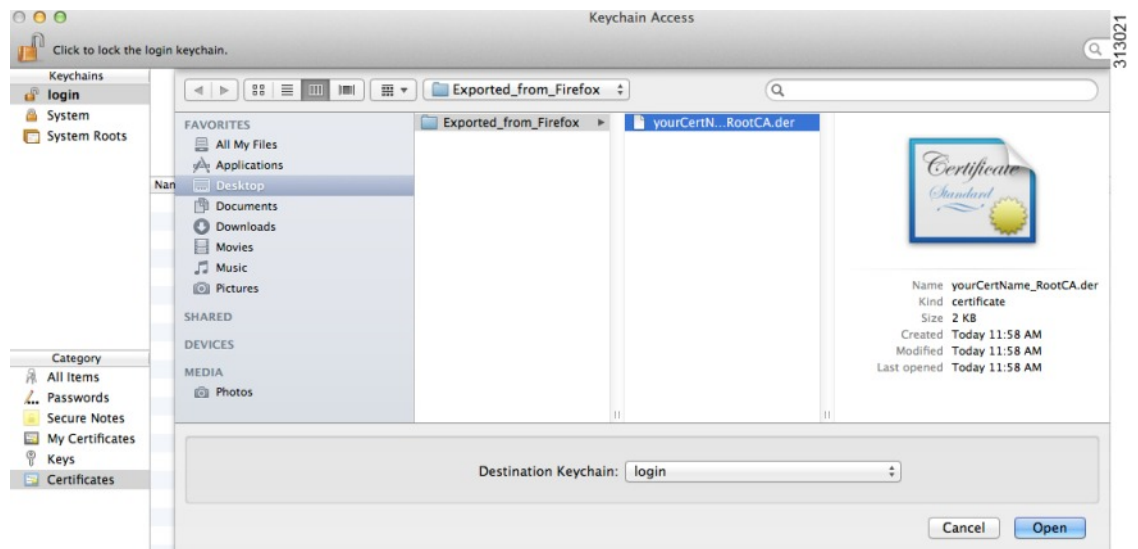 Keychain Access
313021
Click to lock the login keychain.
Keychains
login
System
System Roots
Category
All Items
Passwords
Secure Notes
My Certificates
Keys
Certificates
Nan
Exported_from_Firefox
FAVORITES
All My Files
Applications
Desktop
Documents
Downloads
Movies
Music
Pictures
SHARED
DEVICES
MEDIA
Photos
Exported_from_Firefox
yourCertN...RootCA.der
Certificate
Standard
Name yourCertName_RootCA.der
Kind certificate
Size 2 KB
Created Today 11:58 AM
Modified Today 11:58 AM
Last opened Today 11:58 AM
Destination Keychain: login
Cancel Open